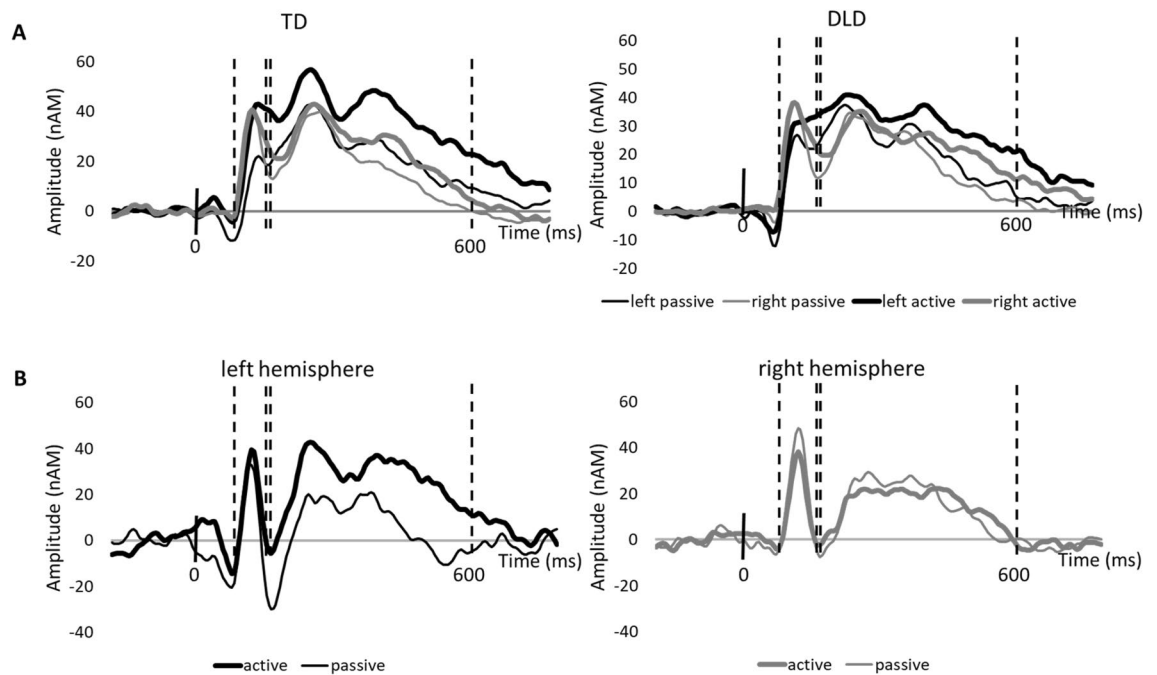 A
TD
DLD
60
40
20
0
-20
Amplitude (nAM)
0
600
Time (ms)
60
50
40
30
20
10
0
-10
-20
Amplitude (nAM)
0
600
Time (ms)
left passive right passive left active right active
B
left hemisphere
right hemisphere
60
40
20
0
-20
-40
Amplitude (nAM)
0
600
Time (ms)
active passive
60
40
20
0
-20
-40
Amplitude (nAM)
0
600
Time (ms)
active passive